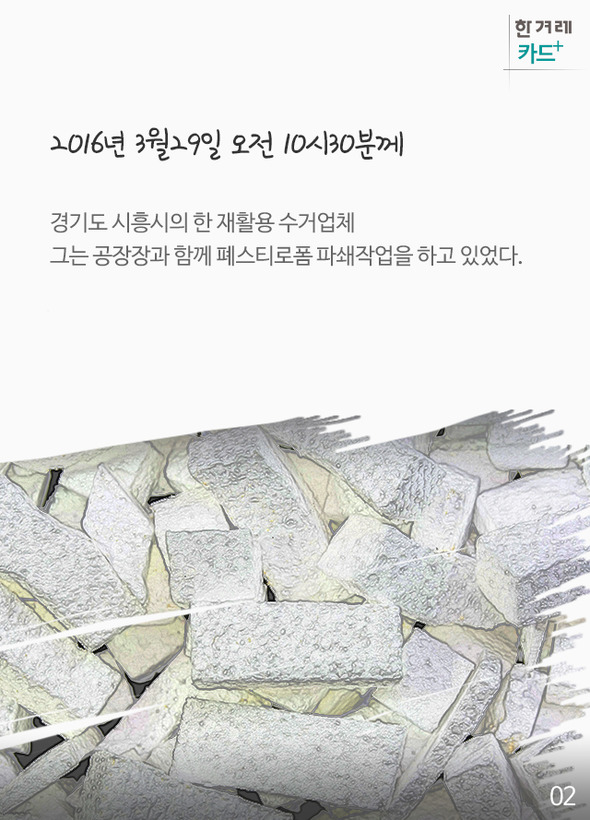 한겨레
카드+
2016년 3월29일 오전 10시30분께
경기도 시흥시의 한 재활용 수거업체
그는 공장장과 함께 폐스티로폼 파쇄작업을 하고 있었다.
02